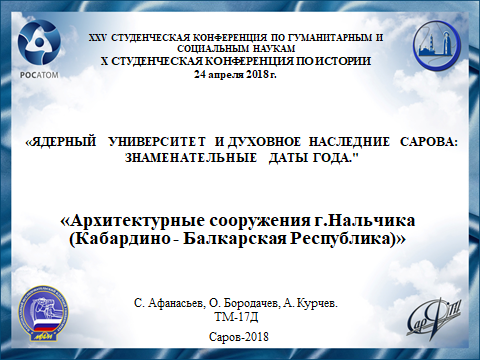 XXV СТУДЕНЧЕСКАЯ КОНФЕРЕНЦИЯ ПО ГУМАНИТАРНЫМ И
СОЦИАЛЬНЫМ НАУКАМ
X СТУДЕНЧЕСКАЯ КОНФЕРЕНЦИЯ ПО ИСТОРИИ
24 апреля 2018 г.
РОСАТОМ
«ЯДЕРНЫЙ УНИВЕРСИТЕТ И ДУХОВНОЕ НАСЛЕДИЕ САРОВА:
ЗНАМЕНАТЕЛЬНЫЕ ДАТЫ ГОДА."
«Архитектурные сооружения г.Нальчика
(Кабардино - Балкарская Республика)»
С. Афанасьев, О. Бородачев, А. Курчев.
ТМ-17Д
Саров-2018